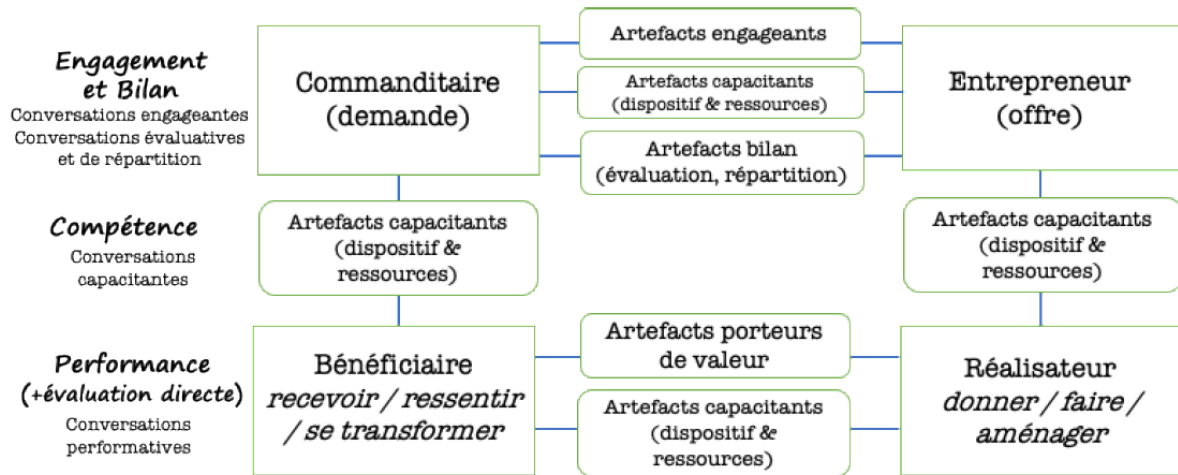 Engagement
et Bilan
Conversations engageantes
Conversations évaluatives
et de répartition
Commanditaire
(demande)
Artefacts engageants
Artefacts capacitants
(dispositif & ressources)
Artefacts bilan
(évaluation, répartition)
Entrepreneur
(offre)
Compétence
Conversations
capacitantes
Artefacts capacitants
(dispositif &
ressources)
Artefacts capacitants
(dispositif &
ressources)
Performance
(+évaluation directe)
Conversations
performatives
Bénéficiaire
recevoir / ressentir
/ se transformer
Artefacts porteurs
de valeur
Artefacts capacitants
(dispositif &
ressources)
Réalisateur
donner / faire /
aménager